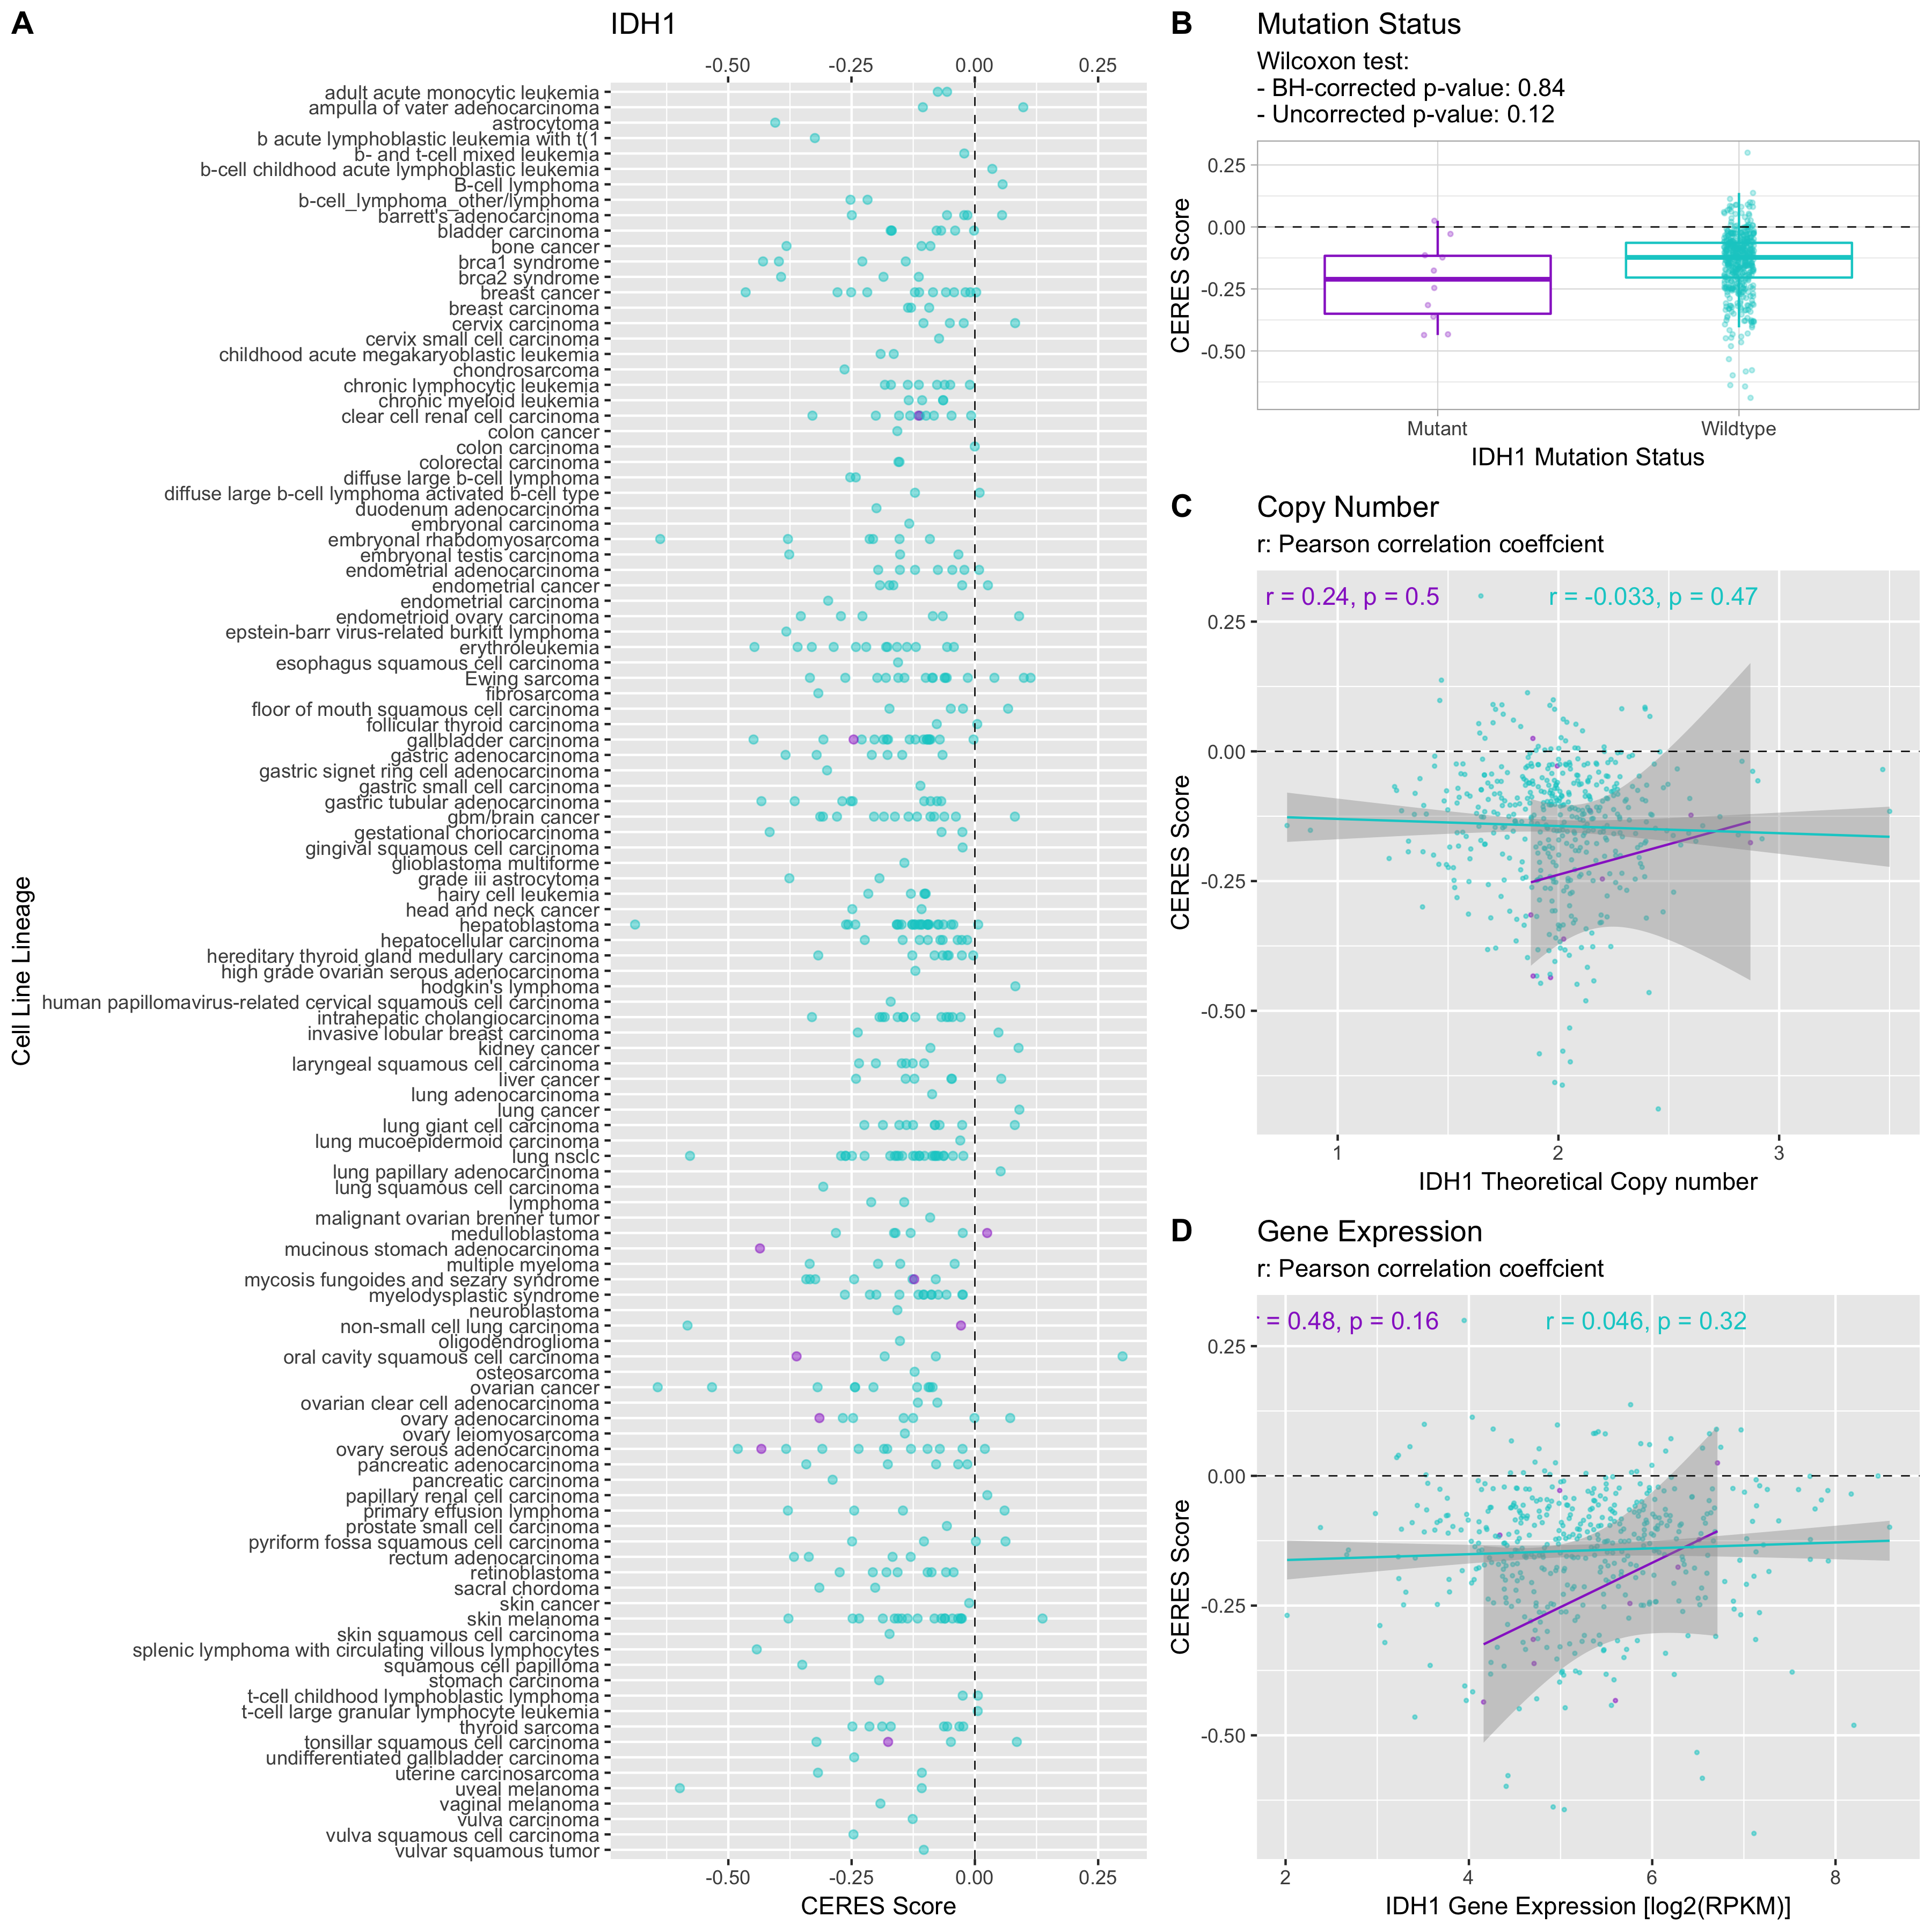 A
IDH1
-0.50 -0.25 0.00 0.25
adult acute monocytic leukemia
ampulla of vater adenocarcinoma
astrocytoma
b acute lymphoblastic leukemia with t(1
b- and t-cell mixed leukemia
b-cell childhood acute lymphoblastic leukemia
B-cell lymphoma
b-cell_lymphoma_other/lymphoma
barrett's adenocarcinoma
bladder carcinoma
bone cancer
brca1 syndrome
brca2 syndrome
breast cancer
breast carcinoma
cervix carcinoma
cervix small cell carcinoma
childhood acute megakaryoblastic leukemia
chondrosarcoma
chronic lymphocytic leukemia
chronic myeloid leukemia
clear cell renal cell carcinoma
colon cancer
colon carcinoma
colorectal carcinoma
diffuse large b-cell lymphoma
diffuse large b-cell lymphoma activated b-cell type
duodenum adenocarcinoma
embryonal carcinoma
embryonal rhabdomyosarcoma
embryonal testis carcinoma
endometrial adenocarcinoma
endometrial cancer
endometrial carcinoma
endometrioid ovary carcinoma
epstein-barr virus-related burkitt lymphoma
erythroleukemia
esophagus squamous cell carcinoma
Ewing sarcoma
fibrosarcoma
floor of mouth squamous cell carcinoma
follicular thyroid carcinoma
gallbladder carcinoma
gastric adenocarcinoma
gastric signet ring cell adenocarcinoma
gastric small cell carcinoma
gastric tubular adenocarcinoma
gbm/brain cancer
gestational choriocarcinoma
gingival squamous cell carcinoma
glioblastoma multiforme
grade iii astrocytoma
hairy cell leukemia
head and neck cancer
hepatoblastoma
hepatocellular carcinoma
hereditary thyroid gland medullary carcinoma
high grade ovarian serous adenocarcinoma
hodgkin's lymphoma
human papillomavirus-related cervical squamous cell carcinoma
intrahepatic cholangiocarcinoma
invasive lobular breast carcinoma
kidney cancer
laryngeal squamous cell carcinoma
liver cancer
lung adenocarcinoma
lung cancer
lung giant cell carcinoma
lung mucoepidermoid carcinoma
lung nsclc
lung papillary adenocarcinoma
lung squamous cell carcinoma
lymphoma
malignant ovarian brenner tumor
medulloblastoma
mucinous stomach adenocarcinoma
multiple myeloma
mycosis fungoides and sezary syndrome
myelodysplastic syndrome
neuroblastoma
non-small cell lung carcinoma
oligodendroglioma
oral cavity squamous cell carcinoma
osteosarcoma
ovarian cancer
ovarian clear cell adenocarcinoma
ovary adenocarcinoma
ovary leiomyosarcoma
ovary serous adenocarcinoma
pancreatic adenocarcinoma
pancreatic carcinoma
papillary renal cell carcinoma
primary effusion lymphoma
prostate small cell carcinoma
pyriform fossa squamous cell carcinoma
rectum adenocarcinoma
retinoblastoma
sacral chordoma
skin cancer
skin melanoma
skin squamous cell carcinoma
splenic lymphoma with circulating villous lymphocytes
squamous cell papilloma
stomach carcinoma
t-cell childhood lymphoblastic lymphoma
t-cell large granular lymphocyte leukemia
thyroid sarcoma
tonsillar squamous cell carcinoma
undifferentiated gallbladder carcinoma
uterine carcinosarcoma
uveal melanoma
vaginal melanoma
vulva carcinoma
vulva squamous cell carcinoma
vulvar squamous tumor
-0.50 -0.25 0.00 0.25
CERES Score
Cell Line Lineage
B
Mutation Status
Wilcoxon test:
- BH-corrected p-value: 0.84
- Uncorrected p-value: 0.12
0.25
0.00
-0.25
-0.50
CERES Score
Mutant Wildtype
IDH1 Mutation Status
C
Copy Number
r: Pearson correlation coeffcient
r = 0.24, p = 0.5 r = -0.033, p = 0.47
0.25
0.00
-0.25
-0.50
CERES Score
1 2 3
IDH1 Theoretical Copy number
D
Gene Expression
r: Pearson correlation coeffcient
r = 0.48, p = 0.16 r = 0.046, p = 0.32
0.25
0.00
-0.25
-0.50
CERES Score
2 4 6 8
IDH1 Gene Expression [log2(RPKM)]